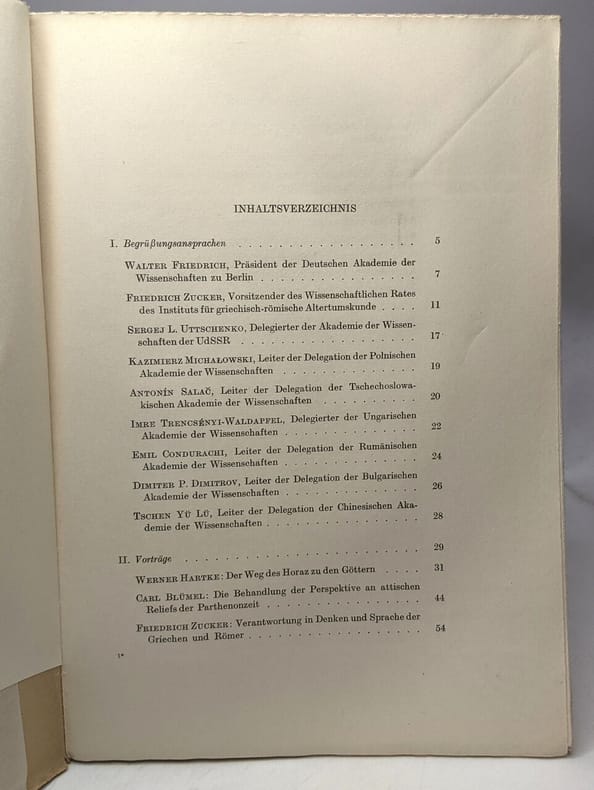 INHALTSVERZEICHNIS
I. Begrüßungsansprachen . . . . . . . . . . . . . . . . . 5
WALTER FRIEDRICH, Präsident der Deutschen Akademie der
Wissenschaften zu Berlin . . . . . . . . . . . . . . . 7
FRIEDRICH ZUCKER, Vorsitzender des Wissenschaftlichen Rates
des Instituts für griechisch-römische Altertumskunde . . . . 11
SERGEJ L. UTTSCHENKO, Delegierter der Akademie der Wissen-
schaften der UdSSR . . . . . . . . . . . . . . . . . 17
KAZIMIERZ MICHAŁOWSKI, Leiter der Delegation der Polnischen
Akademie der Wissenschaften . . . . . . . . . . . . . 19
ANTONÍN SALAČ, Leiter der Delegation der Tschechoslowa-
kischen Akademie der Wissenschaften . . . . . . . . . . 20
IMRE TRENCSÉNYI-WALDAPFEL, Delegierter der Ungarischen
Akademie der Wissenschaften . . . . . . . . . . . . . 22
EMIL CONDURACHI, Leiter der Delegation der Rumänischen
Akademie der Wissenschaften . . . . . . . . . . . . . 24
DIMITER P. DIMITROV, Leiter der Delegation der Bulgarischen
Akademie der Wissenschaften . . . . . . . . . . . . . 26
TSCHEN YÜ LÜ, Leiter der Delegation der Chinesischen Aka-
demie der Wissenschaften . . . . . . . . . . . . . . . 28
II. Vorträge . . . . . . . . . . . . . . . . . . . . . . . 29
WERNER HARTKE: Der Weg des Horaz zu den Göttern . . . . 31
CARL BLÜMEL: Die Behandlung der Perspektive an attischen
Reliefs der Parthenonzeit . . . . . . . . . . . . . . . 44
FRIEDRICH ZUCKER: Verantwortung in Denken und Sprache der
Griechen und Römer . . . . . . . . . . . . . . . . . 54
1*